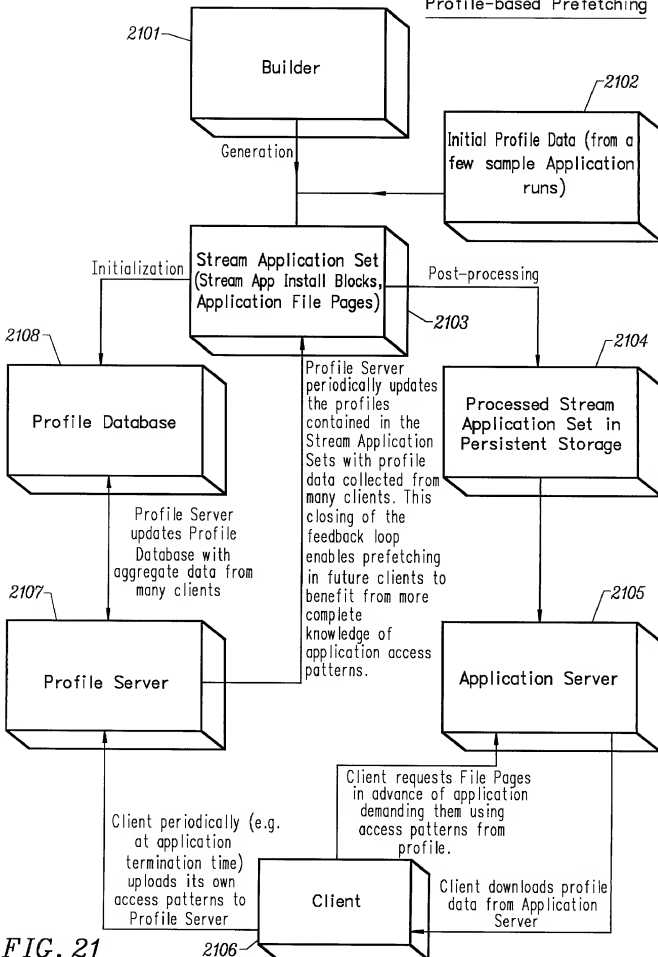 Profile-based Prefetching
2101
Builder
2102
Initial Profile Data (from a
few sample Application
runs)
Generation
Stream Application Set
(Stream App Install Blocks,
Application File Pages)
2103
Initialization
Post-processing
2108
Profile Database
2104
Processed Stream
Application Set in
Persistent Storage
Profile Server
periodically updates
the profiles
contained in the
Stream Application
Sets with profile
data collected from
many clients. This
closing of the
feedback loop
enables prefetching
in future clients to
benefit from more
complete
knowledge of
application access
patterns.
Profile Server
updates Profile
Database with
aggregate data from
many clients
2107
Profile Server
2105
Application Server
Client requests File Pages
in advance of application
demanding them using
access patterns from
profile.
Client periodically (e.g.
at application
termination time)
uploads its own
access patterns to
Profile Server
Client
2106
Client downloads profile
data from Application
Server
FIG. 21